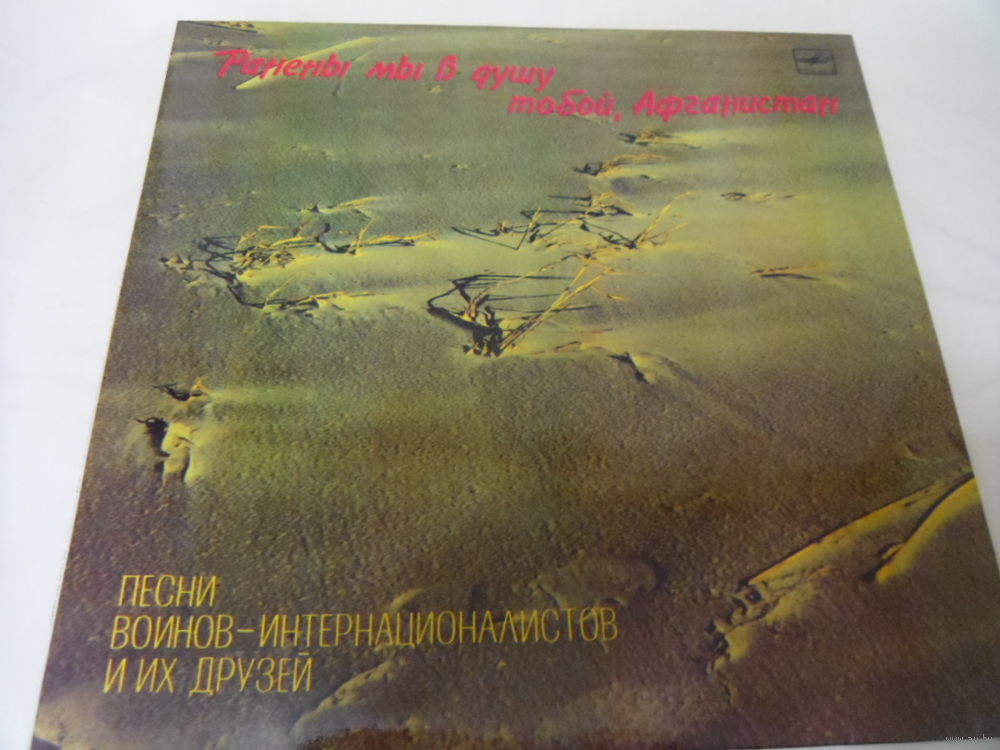 Ранены мы в душу
тобой, Афганистан
ПЕСНИ
ВОИНОВ-ИНТЕРНАЦИОНАЛИСТОВ
И ИХ ДРУЗЕЙ